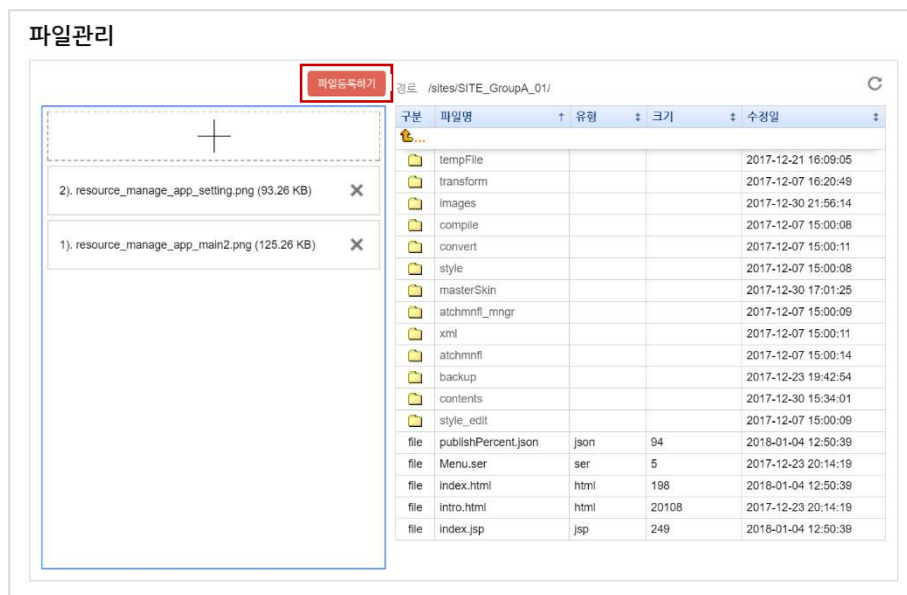 파일관리
파일등록하기
경로 /sites/SITE_GroupA_01/
2). resource_manage_app_setting.png (93.26 KB)
1). resource_manage_app_main2.png (125.26 KB)
구분 파일명 유형 크기 수정일
...
tempFile 2017-12-21 16:09:05
transform 2017-12-07 16:20:49
images 2017-12-30 21:56:14
compile 2017-12-07 15:00:08
convert 2017-12-07 15:00:11
style 2017-12-07 15:00:08
masterSkin 2017-12-30 17:01:25
atchmnfl_mngr 2017-12-07 15:00:09
xml 2017-12-07 15:00:11
atchmnfl 2017-12-07 15:00:14
backup 2017-12-23 19:42:54
contents 2017-12-30 15:34:01
style_edit 2017-12-07 15:00:09
file publishPercent.json json 94 2018-01-04 12:50:39
file Menu.ser ser 5 2017-12-23 20:14:19
file index.html html 198 2018-01-04 12:50:39
file intro.html html 20108 2017-12-23 20:14:19
file index.jsp jsp 249 2018-01-04 12:50:39